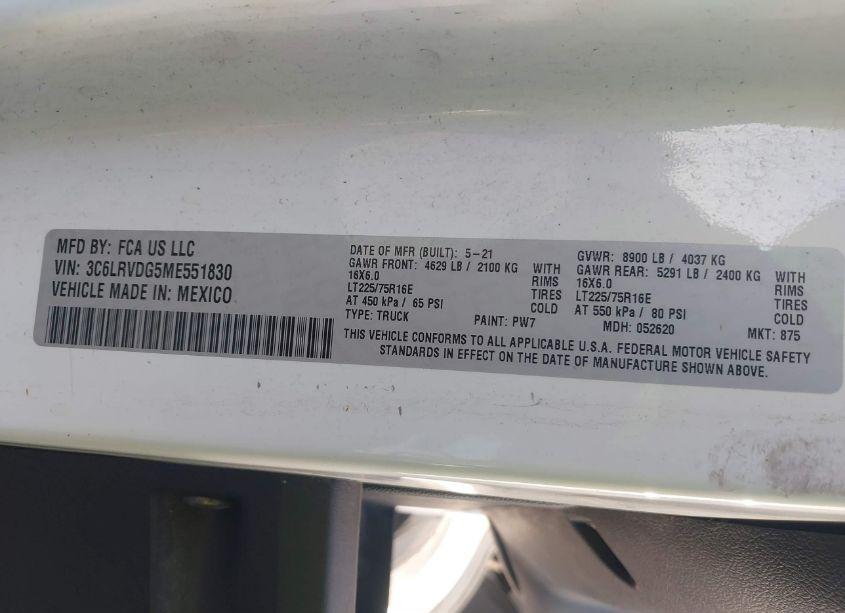 MFD BY: FCA US LLC
VIN: 3C6LRVDG5ME551830
VEHICLE MADE IN: MEXICO
DATE OF MFR (BUILT): 5-21
GAWR FRONT: 4629 LB / 2100 KG WITH
16X6.0 RIMS
LT225/75R16E TIRES
AT 450 kPa / 65 PSI COLD
TYPE: TRUCK PAINT: PW7
GVWR: 8900 LB / 4037 KG
GAWR REAR: 5291 LB / 2400 KG WITH
16X6.0 RIMS
LT225/75R16E TIRES
AT 550 kPa / 80 PSI COLD
MDH: 052620 MKT: 875
THIS VEHICLE CONFORMS TO ALL APPLICABLE U.S.A. FEDERAL MOTOR VEHICLE SAFETY
STANDARDS IN EFFECT ON THE DATE OF MANUFACTURE SHOWN ABOVE.